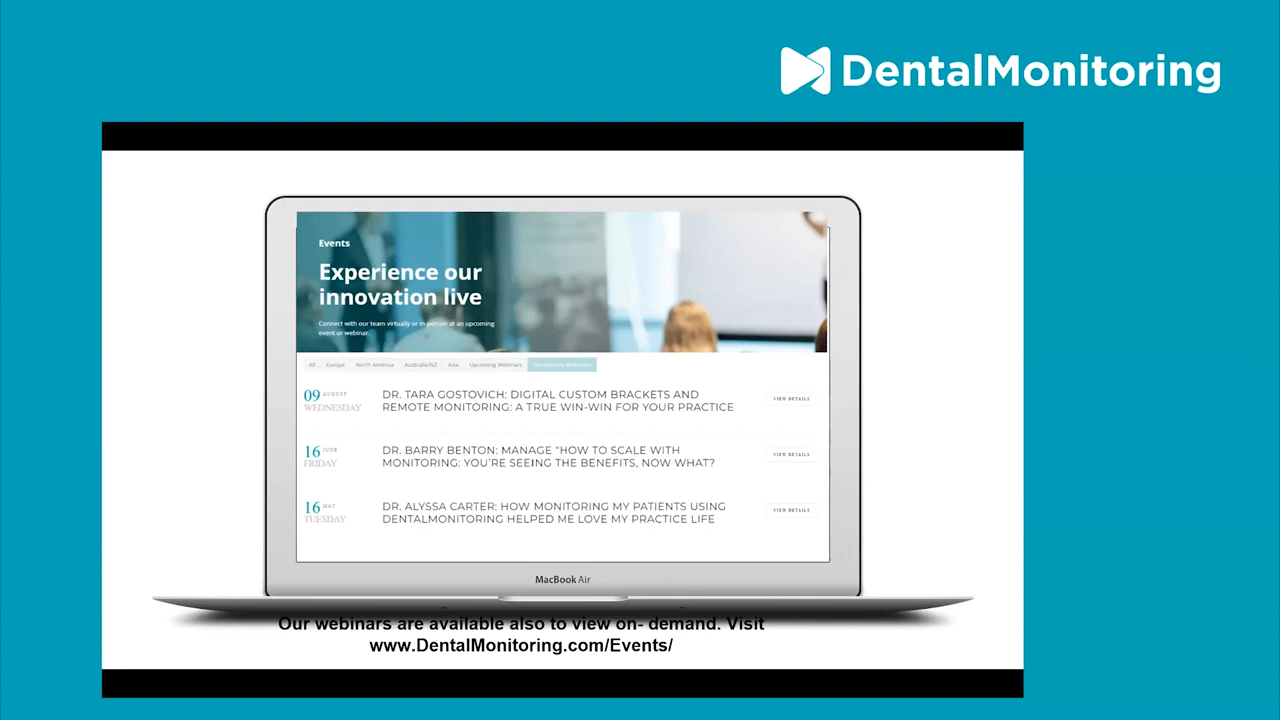 DentalMonitoring
Events
Experience our
innovation live
Connect with our team virtually or in-person at an upcoming
event or webinar.
All Europe North America Australia/NZ Asia Upcoming Webinars On-Demand Webinars
09 AUGUST
WEDNESDAY
DR. TARA GOSTOVICH: DIGITAL CUSTOM BRACKETS AND
REMOTE MONITORING: A TRUE WIN-WIN FOR YOUR PRACTICE
VIEW DETAILS
16 JUNE
FRIDAY
DR. BARRY BENTON: MANAGE "HOW TO SCALE WITH
MONITORING: YOU'RE SEEING THE BENEFITS, NOW WHAT?
VIEW DETAILS
16 MAY
TUESDAY
DR. ALYSSA CARTER: HOW MONITORING MY PATIENTS USING
DENTALMONITORING HELPED ME LOVE MY PRACTICE LIFE
VIEW DETAILS
MacBook Air
Our webinars are available also to view on- demand. Visit
www.DentalMonitoring.com/Events/